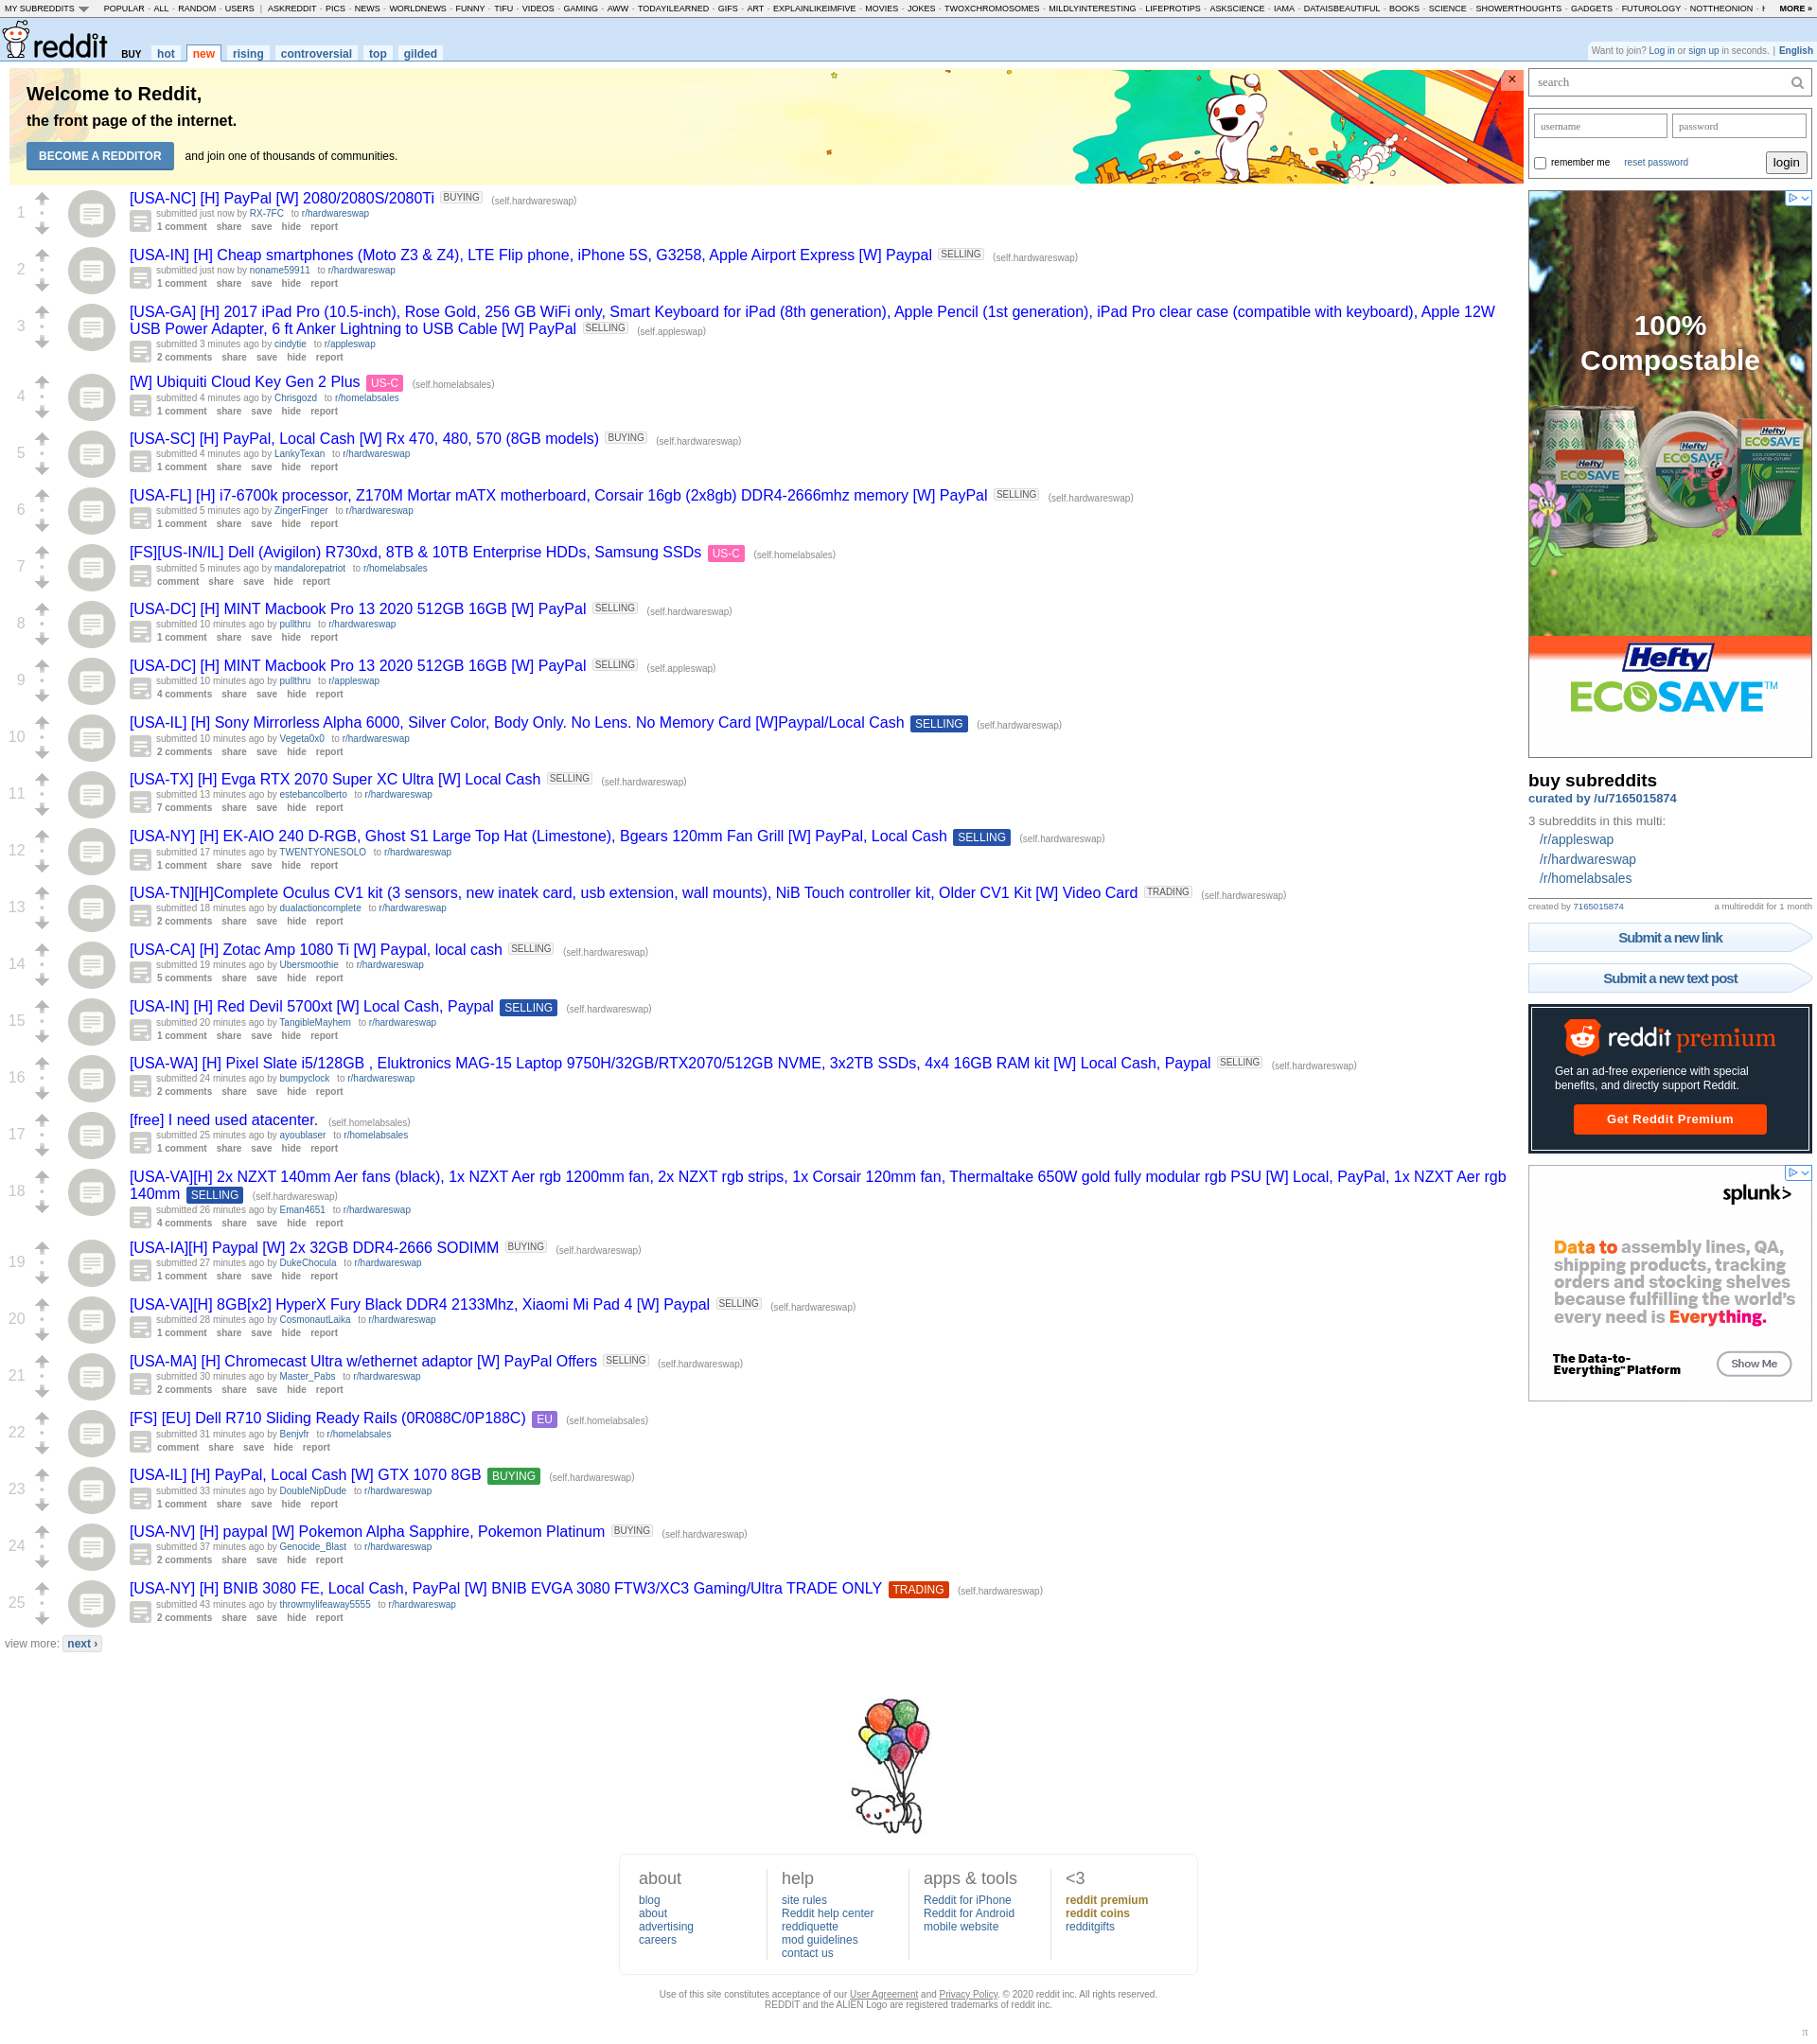 MY SUBREDDITS POPULAR - ALL - RANDOM - USERS | ASKREDDIT - PICS - NEWS - WORLDNEWS - FUNNY - TIFU - VIDEOS - GAMING - AWW - TODAYILEARNED - GIFS - ART - EXPLAINLIKEIMFIVE - MOVIES - JOKES - TWOXCHROMOSOMES - MILDLYINTERESTING - LIFEPROTIPS - ASKSCIENCE - IAMA - DATAISBEAUTIFUL - BOOKS - SCIENCE - SHOWERTHOUGHTS - GADGETS - FUTUROLOGY - NOTTHEONION - MORE »
reddit BUY hot new rising controversial top gilded
Want to join? Log in or sign up in seconds. | English
Welcome to Reddit,
the front page of the internet.
BECOME A REDDITOR and join one of thousands of communities.
×
1
[USA-NC] [H] PayPal [W] 2080/2080S/2080Ti BUYING (self.hardwareswap)
submitted just now by RX-7FC to r/hardwareswap
1 comment share save hide report
2
[USA-IN] [H] Cheap smartphones (Moto Z3 & Z4), LTE Flip phone, iPhone 5S, G3258, Apple Airport Express [W] Paypal SELLING (self.hardwareswap)
submitted just now by noname59911 to r/hardwareswap
1 comment share save hide report
3
[USA-GA] [H] 2017 iPad Pro (10.5-inch), Rose Gold, 256 GB WiFi only, Smart Keyboard for iPad (8th generation), Apple Pencil (1st generation), iPad Pro clear case (compatible with keyboard), Apple 12W
USB Power Adapter, 6 ft Anker Lightning to USB Cable [W] PayPal SELLING (self.appleswap)
submitted 3 minutes ago by cindytie to r/appleswap
2 comments share save hide report
4
[W] Ubiquiti Cloud Key Gen 2 Plus US-C (self.homelabsales)
submitted 4 minutes ago by Chrisgozd to r/homelabsales
1 comment share save hide report
5
[USA-SC] [H] PayPal, Local Cash [W] Rx 470, 480, 570 (8GB models) BUYING (self.hardwareswap)
submitted 4 minutes ago by LankyTexan to r/hardwareswap
1 comment share save hide report
6
[USA-FL] [H] i7-6700k processor, Z170M Mortar mATX motherboard, Corsair 16gb (2x8gb) DDR4-2666mhz memory [W] PayPal SELLING (self.hardwareswap)
submitted 5 minutes ago by ZingerFinger to r/hardwareswap
1 comment share save hide report
7
[FS][US-IN/IL] Dell (Avigilon) R730xd, 8TB & 10TB Enterprise HDDs, Samsung SSDs US-C (self.homelabsales)
submitted 5 minutes ago by mandalorepatriot to r/homelabsales
comment share save hide report
8
[USA-DC] [H] MINT Macbook Pro 13 2020 512GB 16GB [W] PayPal SELLING (self.hardwareswap)
submitted 10 minutes ago by pullthru to r/hardwareswap
1 comment share save hide report
9
[USA-DC] [H] MINT Macbook Pro 13 2020 512GB 16GB [W] PayPal SELLING (self.appleswap)
submitted 10 minutes ago by pullthru to r/appleswap
4 comments share save hide report
10
[USA-IL] [H] Sony Mirrorless Alpha 6000, Silver Color, Body Only. No Lens. No Memory Card [W]Paypal/Local Cash SELLING (self.hardwareswap)
submitted 10 minutes ago by Vegeta0x0 to r/hardwareswap
2 comments share save hide report
11
[USA-TX] [H] Evga RTX 2070 Super XC Ultra [W] Local Cash SELLING (self.hardwareswap)
submitted 13 minutes ago by estebancolberto to r/hardwareswap
7 comments share save hide report
12
[USA-NY] [H] EK-AIO 240 D-RGB, Ghost S1 Large Top Hat (Limestone), Bgears 120mm Fan Grill [W] PayPal, Local Cash SELLING (self.hardwareswap)
submitted 17 minutes ago by TWENTYONESOLO to r/hardwareswap
1 comment share save hide report
13
[USA-TN][H]Complete Oculus CV1 kit (3 sensors, new inatek card, usb extension, wall mounts), NiB Touch controller kit, Older CV1 Kit [W] Video Card TRADING (self.hardwareswap)
submitted 18 minutes ago by dualactioncomplete to r/hardwareswap
2 comments share save hide report
14
[USA-CA] [H] Zotac Amp 1080 Ti [W] Paypal, local cash SELLING (self.hardwareswap)
submitted 19 minutes ago by Ubersmoothie to r/hardwareswap
5 comments share save hide report
15
[USA-IN] [H] Red Devil 5700xt [W] Local Cash, Paypal SELLING (self.hardwareswap)
submitted 20 minutes ago by TangibleMayhem to r/hardwareswap
1 comment share save hide report
16
[USA-WA] [H] Pixel Slate i5/128GB , Eluktronics MAG-15 Laptop 9750H/32GB/RTX2070/512GB NVME, 3x2TB SSDs, 4x4 16GB RAM kit [W] Local Cash, Paypal SELLING (self.hardwareswap)
submitted 24 minutes ago by bumpyclock to r/hardwareswap
2 comments share save hide report
17
[free] I need used atacenter. (self.homelabsales)
submitted 25 minutes ago by ayoublaser to r/homelabsales
1 comment share save hide report
18
[USA-VA][H] 2x NZXT 140mm Aer fans (black), 1x NZXT Aer rgb 1200mm fan, 2x NZXT rgb strips, 1x Corsair 120mm fan, Thermaltake 650W gold fully modular rgb PSU [W] Local, PayPal, 1x NZXT Aer rgb
140mm SELLING (self.hardwareswap)
submitted 26 minutes ago by Eman4651 to r/hardwareswap
4 comments share save hide report
19
[USA-IA][H] Paypal [W] 2x 32GB DDR4-2666 SODIMM BUYING (self.hardwareswap)
submitted 27 minutes ago by DukeChocula to r/hardwareswap
1 comment share save hide report
20
[USA-VA][H] 8GB[x2] HyperX Fury Black DDR4 2133Mhz, Xiaomi Mi Pad 4 [W] Paypal SELLING (self.hardwareswap)
submitted 28 minutes ago by CosmonautLaika to r/hardwareswap
1 comment share save hide report
21
[USA-MA] [H] Chromecast Ultra w/ethernet adaptor [W] PayPal Offers SELLING (self.hardwareswap)
submitted 30 minutes ago by Master_Pabs to r/hardwareswap
2 comments share save hide report
22
[FS] [EU] Dell R710 Sliding Ready Rails (0R088C/0P188C) EU (self.homelabsales)
submitted 31 minutes ago by Benjvfr to r/homelabsales
comment share save hide report
23
[USA-IL] [H] PayPal, Local Cash [W] GTX 1070 8GB BUYING (self.hardwareswap)
submitted 33 minutes ago by DoubleNipDude to r/hardwareswap
1 comment share save hide report
24
[USA-NV] [H] paypal [W] Pokemon Alpha Sapphire, Pokemon Platinum BUYING (self.hardwareswap)
submitted 37 minutes ago by Genocide_Blast to r/hardwareswap
2 comments share save hide report
25
[USA-NY] [H] BNIB 3080 FE, Local Cash, PayPal [W] BNIB EVGA 3080 FTW3/XC3 Gaming/Ultra TRADE ONLY TRADING (self.hardwareswap)
submitted 43 minutes ago by throwmylifeaway5555 to r/hardwareswap
2 comments share save hide report
view more: next ›
search
username password
remember me reset password login
100%
Compostable
Hefty
ECOSAVE
Hefty
ECOSAVE
Hefty
ECOSAVE
Hefty
ECOSAVE™
buy subreddits
curated by /u/7165015874
3 subreddits in this multi:
/r/appleswap
/r/hardwareswap
/r/homelabsales
created by 7165015874 a multireddit for 1 month
Submit a new link
Submit a new text post
reddit premium
Get an ad-free experience with special
benefits, and directly support Reddit.
Get Reddit Premium
splunk>
Data to assembly lines, QA,
shipping products, tracking
orders and stocking shelves
because fulfilling the world's
every need is Everything.
The Data-to-
Everything™ Platform
Show Me
about
blog
about
advertising
careers
help
site rules
Reddit help center
reddiquette
mod guidelines
contact us
apps & tools
Reddit for iPhone
Reddit for Android
mobile website
<3
reddit premium
reddit coins
redditgifts
Use of this site constitutes acceptance of our User Agreement and Privacy Policy. © 2020 reddit inc. All rights reserved.
REDDIT and the ALIEN Logo are registered trademarks of reddit inc.
π